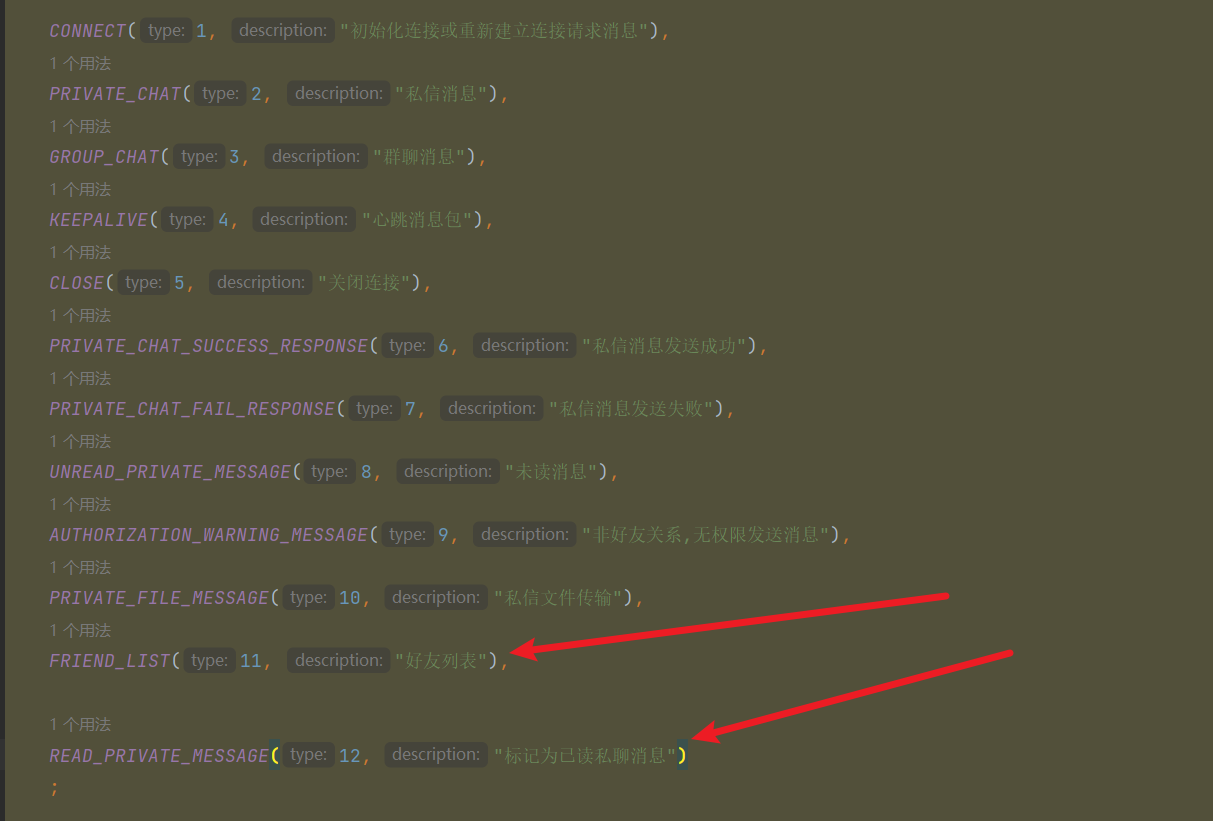 CONNECT( type: 1, description: "初始化连接或重新建立连接请求消息"),
1 个用法
PRIVATE_CHAT( type: 2, description: "私信消息"),
1 个用法
GROUP_CHAT( type: 3, description: "群聊消息"),
1 个用法
KEEPALIVE( type: 4, description: "心跳消息包"),
1 个用法
CLOSE( type: 5, description: "关闭连接"),
1 个用法
PRIVATE_CHAT_SUCCESS_RESPONSE( type: 6, description: "私信消息发送成功"),
1 个用法
PRIVATE_CHAT_FAIL_RESPONSE( type: 7, description: "私信消息发送失败"),
1 个用法
UNREAD_PRIVATE_MESSAGE( type: 8, description: "未读消息"),
1 个用法
AUTHORIZATION_WARNING_MESSAGE( type: 9, description: "非好友关系,无权限发送消息"),
1 个用法
PRIVATE_FILE_MESSAGE( type: 10, description: "私信文件传输"),
1 个用法
FRIEND_LIST( type: 11, description: "好友列表"),
1 个用法
READ_PRIVATE_MESSAGE( type: 12, description: "标记为已读私聊消息")
;